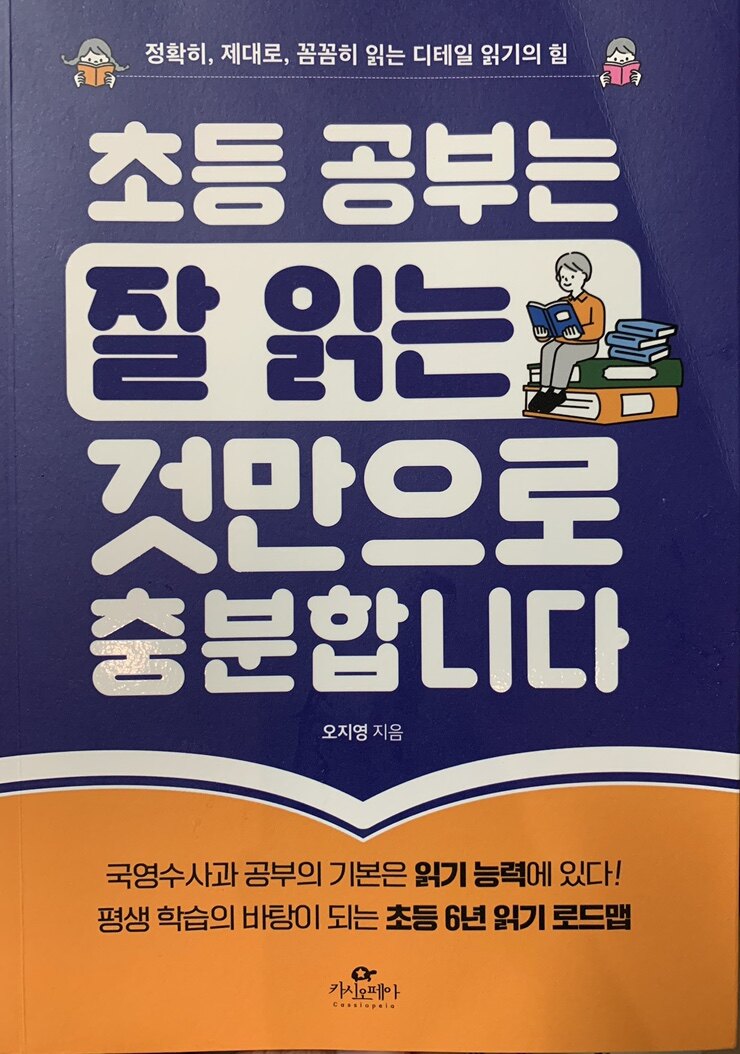 정확히, 제대로, 꼼꼼히 읽는 디테일 읽기의 힘
초등 공부는
잘 읽는
것만으로
충분합니다
오지영 지음
국영수사과 공부의 기본은 읽기 능력에 있다!
평생 학습의 바탕이 되는 초등 6년 읽기 로드맵
카시오페아
Cassiopeia